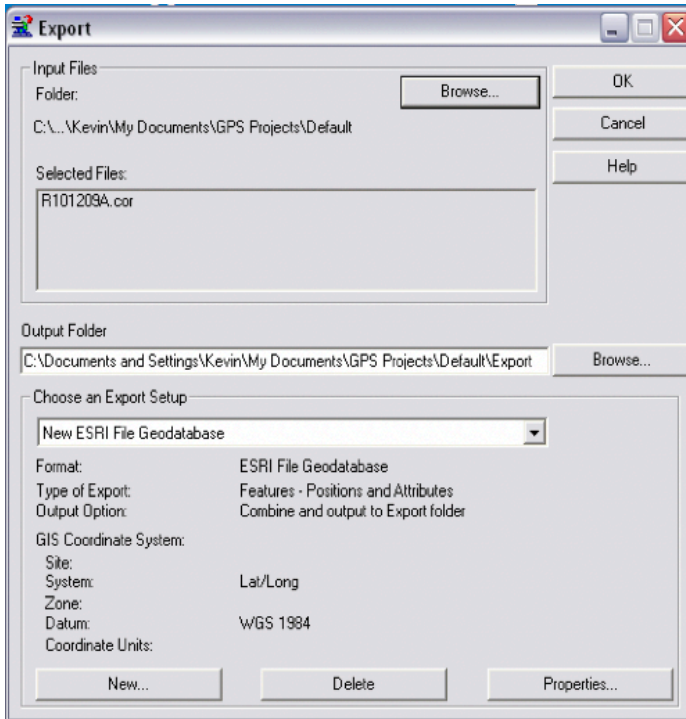 Export
Input Files
Folder:
Browse...
OK
C:\...\Kevin\My Documents\GPS Projects\Default
Cancel
Help
Selected Files:
R101209A.cor
Output Folder
C:\Documents and Settings\Kevin\My Documents\GPS Projects\Default\Export
Browse...
Choose an Export Setup
New ESRI File Geodatabase
Format: ESRI File Geodatabase
Type of Export: Features - Positions and Attributes
Output Option: Combine and output to Export folder
GIS Coordinate System:
Site:
System: Lat/Long
Zone:
Datum: WGS 1984
Coordinate Units:
New...
Delete
Properties...